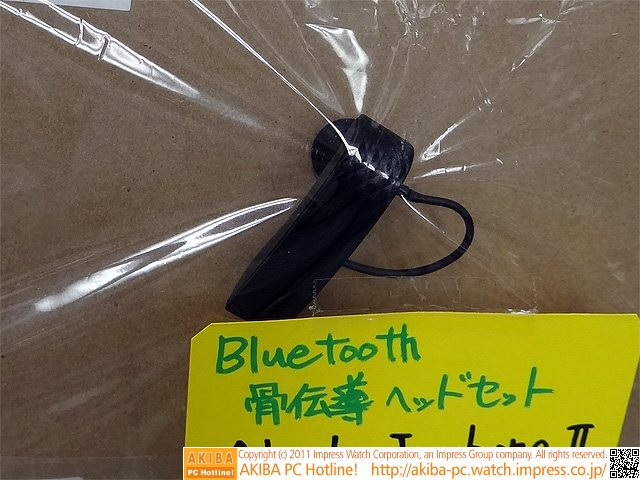 Bluetooth
骨伝導ヘッドセット
II
AKIBA
PC Hotline!
Copyright (c) 2011 Impress Watch Corporation, an Impress Group company. All rights reserved.
AKIBA PC Hotline! http://akiba-pc.watch.impress.co.jp/